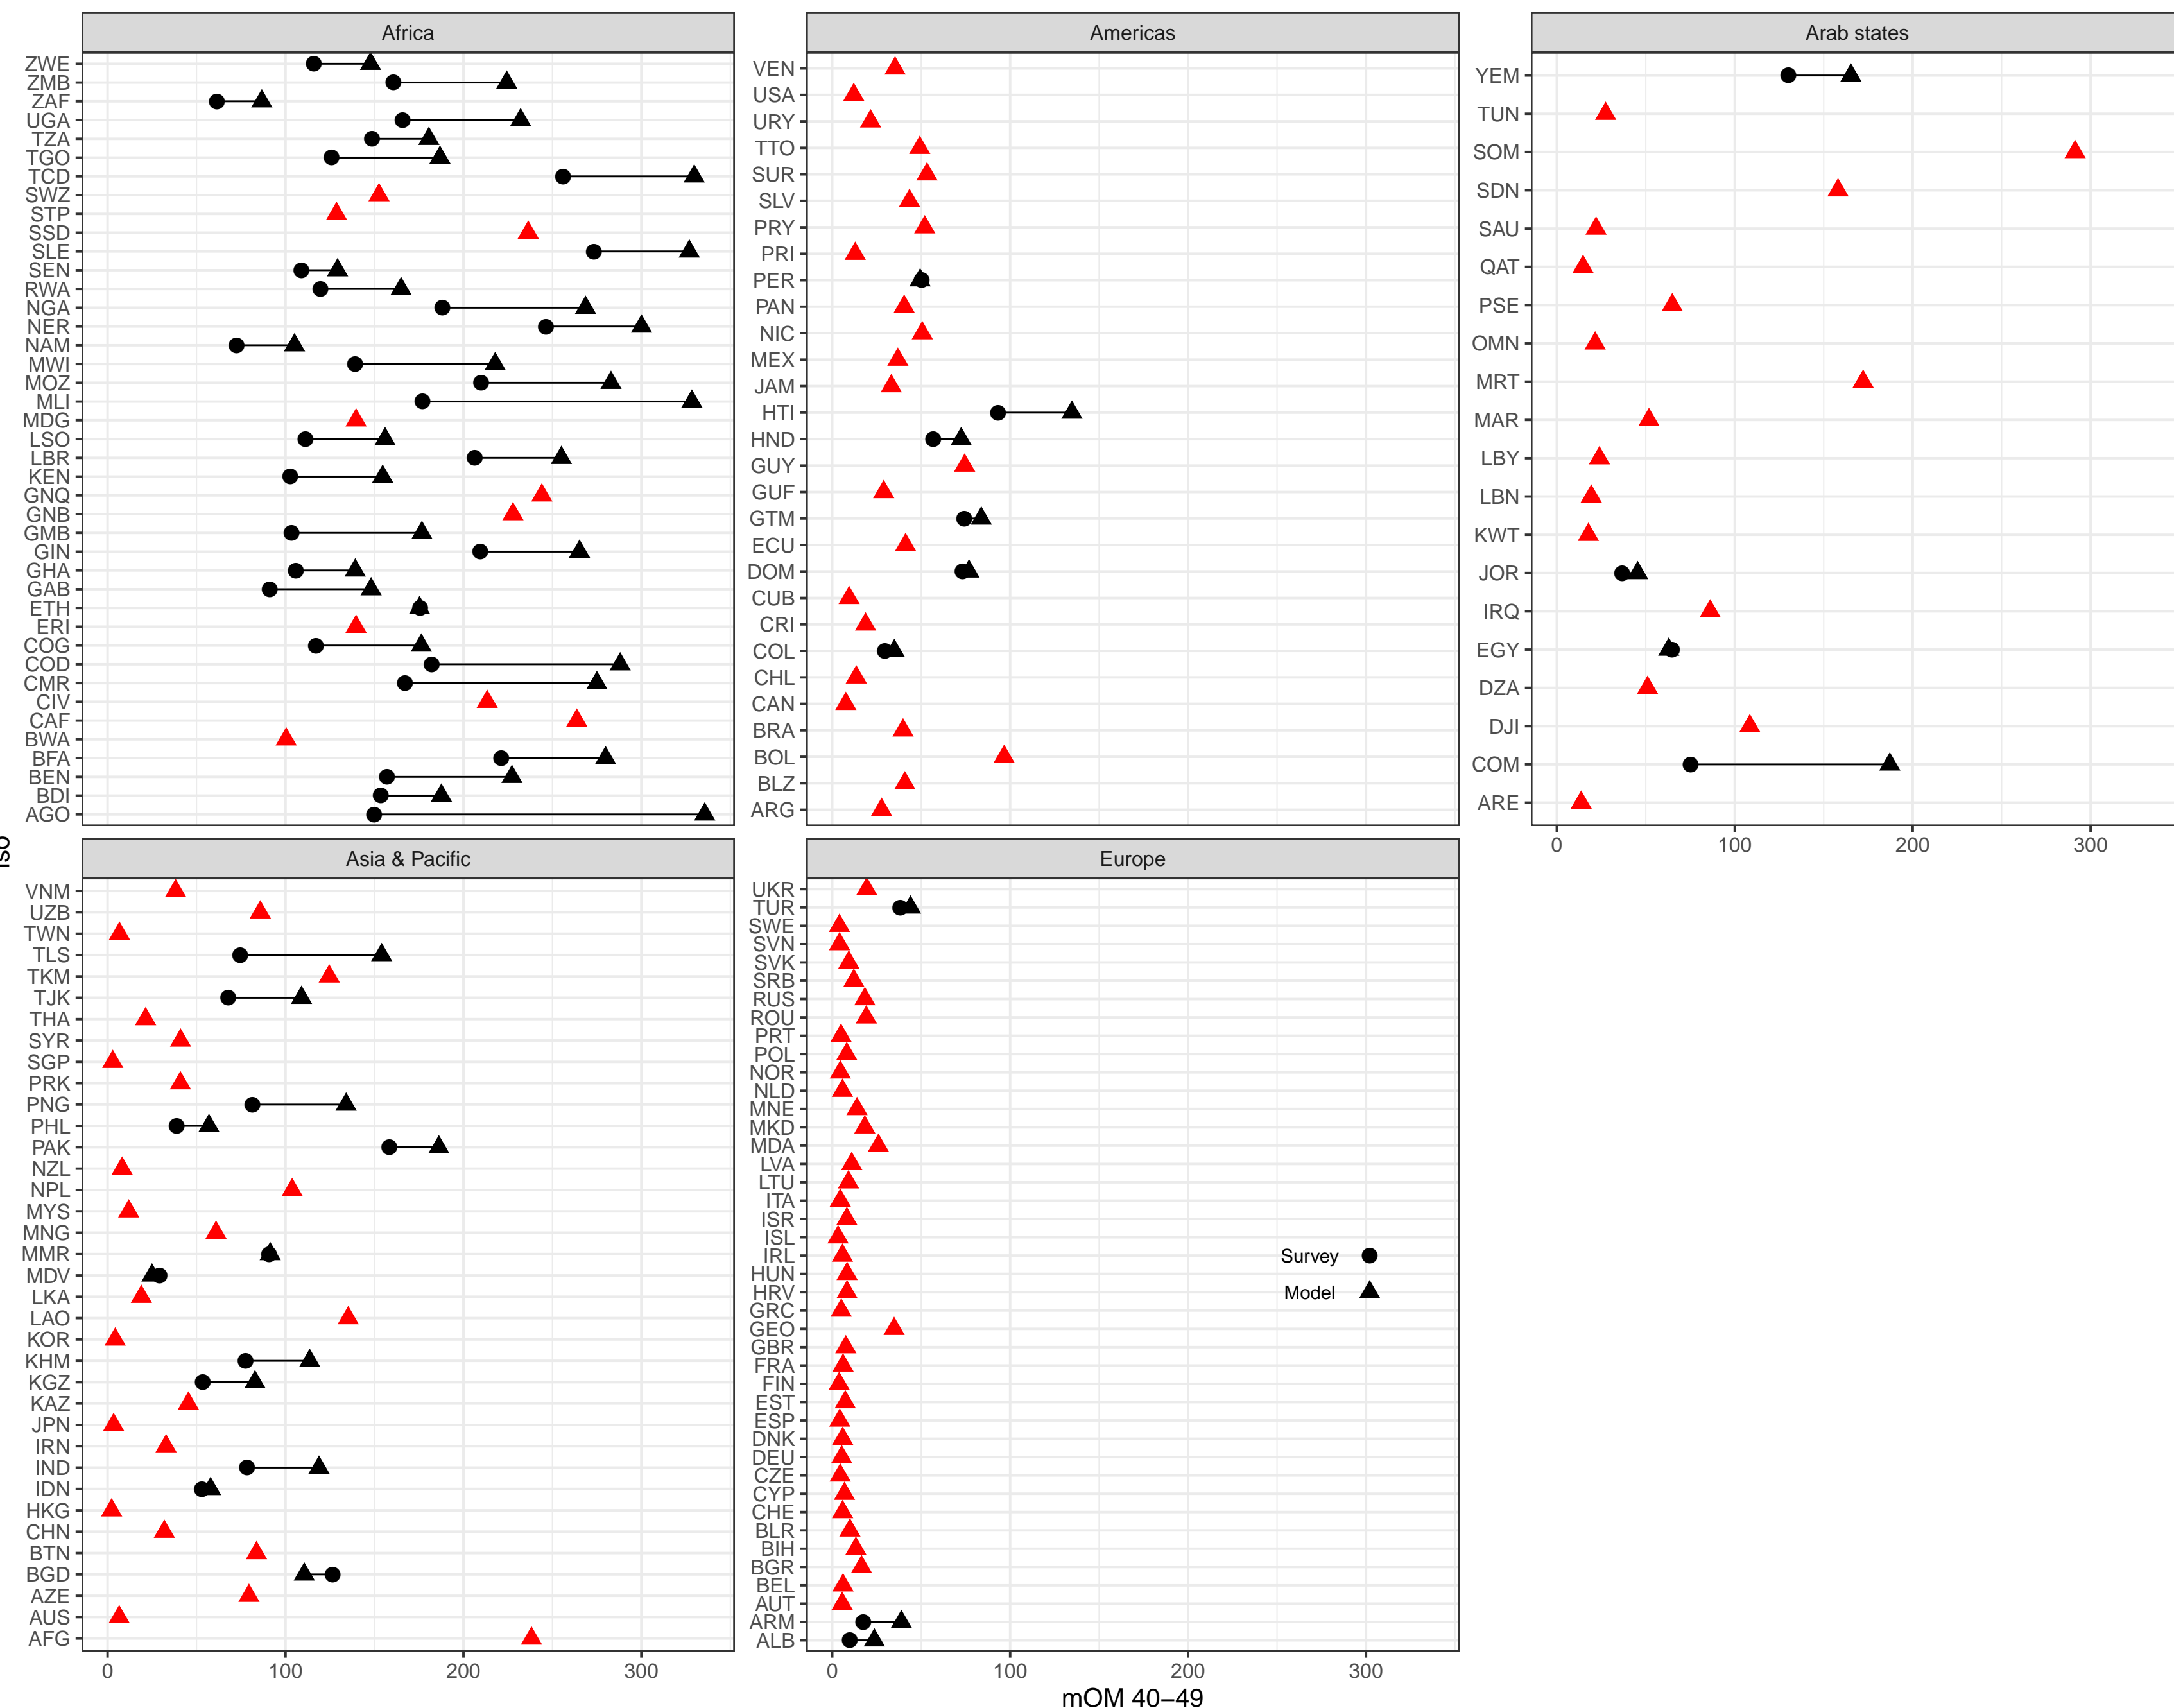 Africa
ZWE
ZMB
ZAF
UGA
TZA
TGO
TCD
SWZ
STP
SSD
SLE
SEN
RWA
NGA
NER
NAM
MWI
MOZ
MLI
MDG
LSO
LBR
KEN
GNQ
GNB
GMB
GIN
GHA
GAB
ETH
ERI
COG
COD
CMR
CIV
CAF
BWA
BFA
BEN
BDI
AGO
Americas
VEN
USA
URY
TTO
SUR
SLV
PRY
PRI
PER
PAN
NIC
MEX
JAM
HTI
HND
GUY
GUF
GTM
ECU
DOM
CUB
CRI
COL
CHL
CAN
BRA
BOL
BLZ
ARG
Arab states
YEM
TUN
SOM
SDN
SAU
QAT
PSE
OMN
MRT
MAR
LBY
LBN
KWT
JOR
IRQ
EGY
DZA
DJI
COM
ARE
0 100 200 300
iso
Asia & Pacific
VNM
UZB
TWN
TLS
TKM
TJK
THA
SYR
SGP
PRK
PNG
PHL
PAK
NZL
NPL
MYS
MNG
MMR
MDV
LKA
LAO
KOR
KHM
KGZ
KAZ
JPN
IRN
IND
IDN
HKG
CHN
BTN
BGD
AZE
AUS
AFG
0 100 200 300
Europe
UKR
TUR
SWE
SVN
SVK
SRB
RUS
ROU
PRT
POL
NOR
NLD
MNE
MKD
MDA
LVA
LTU
ITA
ISR
ISL
IRL
HUN
HRV
GRC
GEO
GBR
FRA
FIN
EST
ESP
DNK
DEU
CZE
CYP
CHE
BLR
BIH
BGR
BEL
AUT
ARM
ALB
Survey
Model
0 100 200 300
mOM 40−49